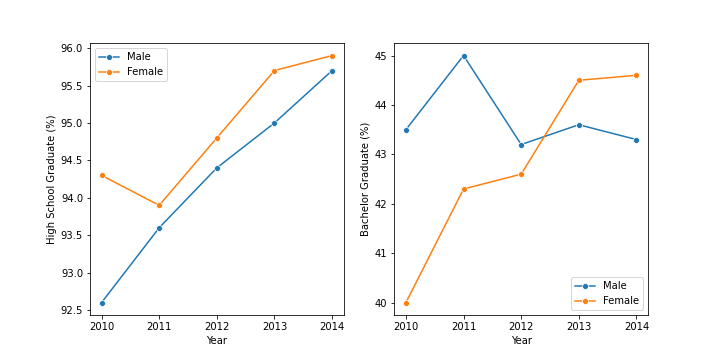 High School Graduate (%)
96.0
95.5
95.0
94.5
94.0
93.5
93.0
92.5
Male
Female
2010 2011 2012 2013 2014
Year
Bachelor Graduate (%)
45
44
43
42
41
40
Male
Female
2010 2011 2012 2013 2014
Year